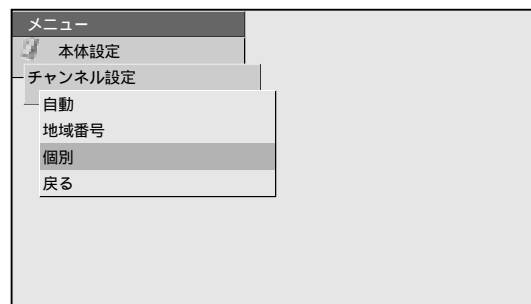 メニュー
本体設定
チャンネル設定
自動
地域番号
個別
戻る